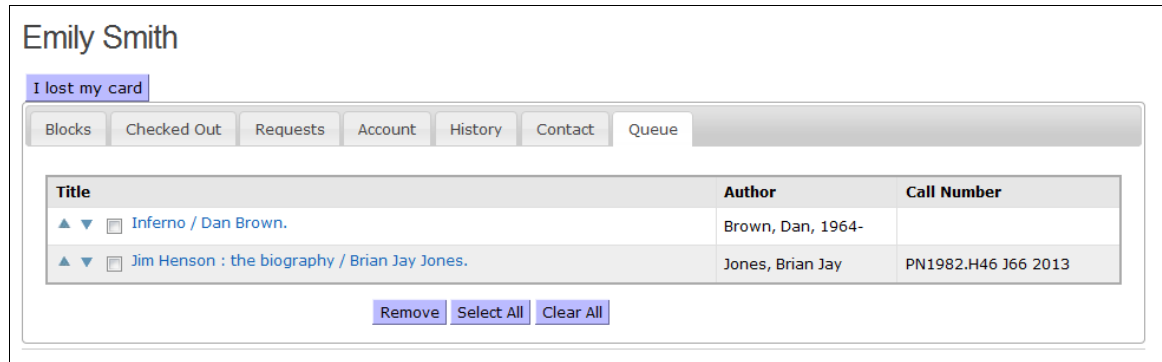 Emily Smith
I lost my card
Blocks Checked Out Requests Account History Contact Queue
Title Author Call Number
Inferno / Dan Brown. Brown, Dan, 1964-
Jim Henson : the biography / Brian Jay Jones. Jones, Brian Jay PN1982.H46 J66 2013
Remove Select All Clear All